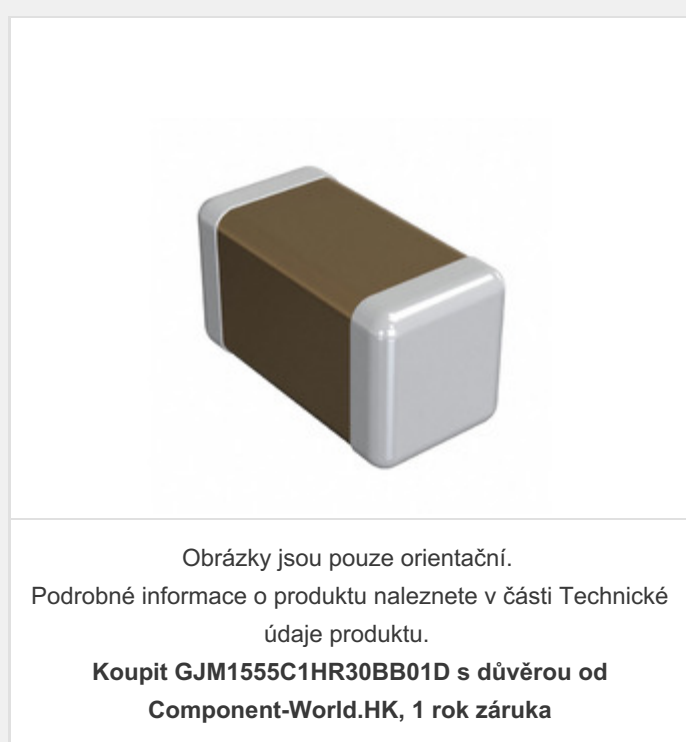 Obrázky jsou pouze orientační.
Podrobné informace o produktu naleznete v části Technické
údaje produktu.
Koupit GJM1555C1HR30BB01D s důvěrou od
Component-World.HK, 1 rok záruka